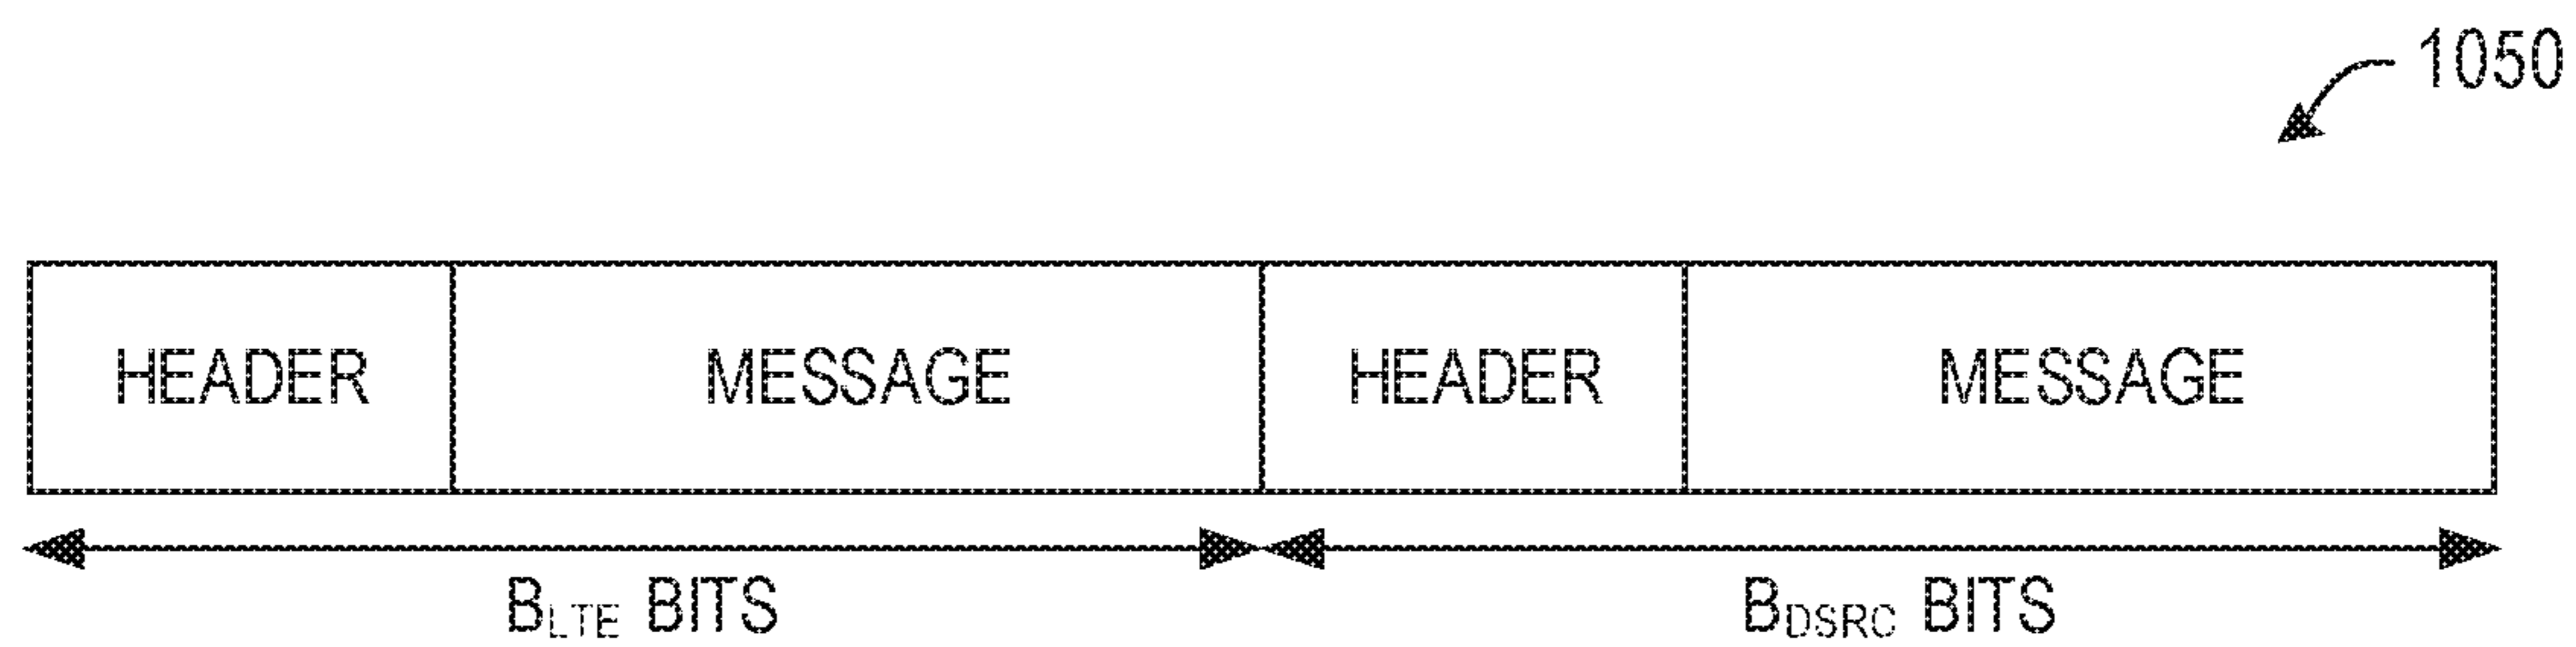 1050
HEADER MESSAGE HEADER MESSAGE
BLTE BITS BDSRC BITS